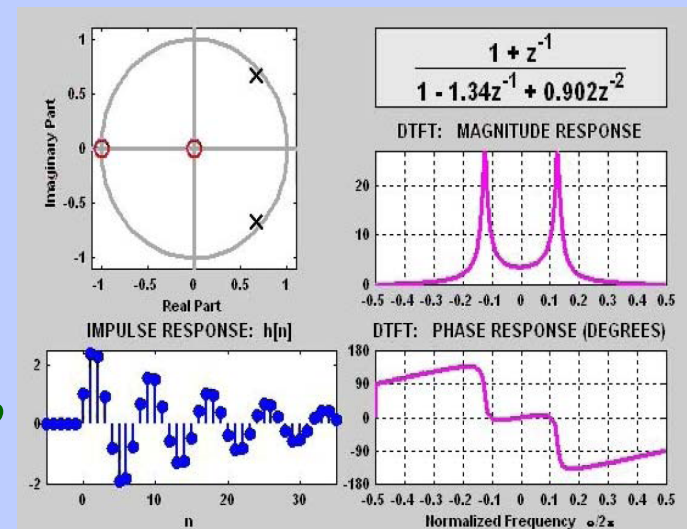 1 + z^-1
1 - 1.34z^-1 + 0.902z^-2
Imaginary Part
1
0.5
0
-0.5
-1
-1 -0.5 0 0.5 1
Real Part
DTFT: MAGNITUDE RESPONSE
20
10
0
-0.5 -0.4 -0.3 -0.2 -0.1 0 0.1 0.2 0.3 0.4 0.5
IMPULSE RESPONSE: h[n]
2
0
-2
0 10 20 30
n
DTFT: PHASE RESPONSE (DEGREES)
180
90
0
-90
-180
-0.5 -0.4 -0.3 -0.2 -0.1 0 0.1 0.2 0.3 0.4 0.5
Normalized Frequency